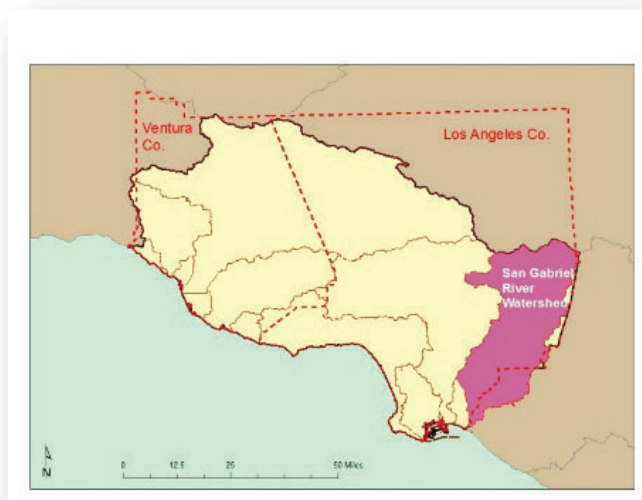 Ventura
Co.
Los Angeles Co.
San Gabriel
River
Watershed
N
0 12.5 25 50 Miles